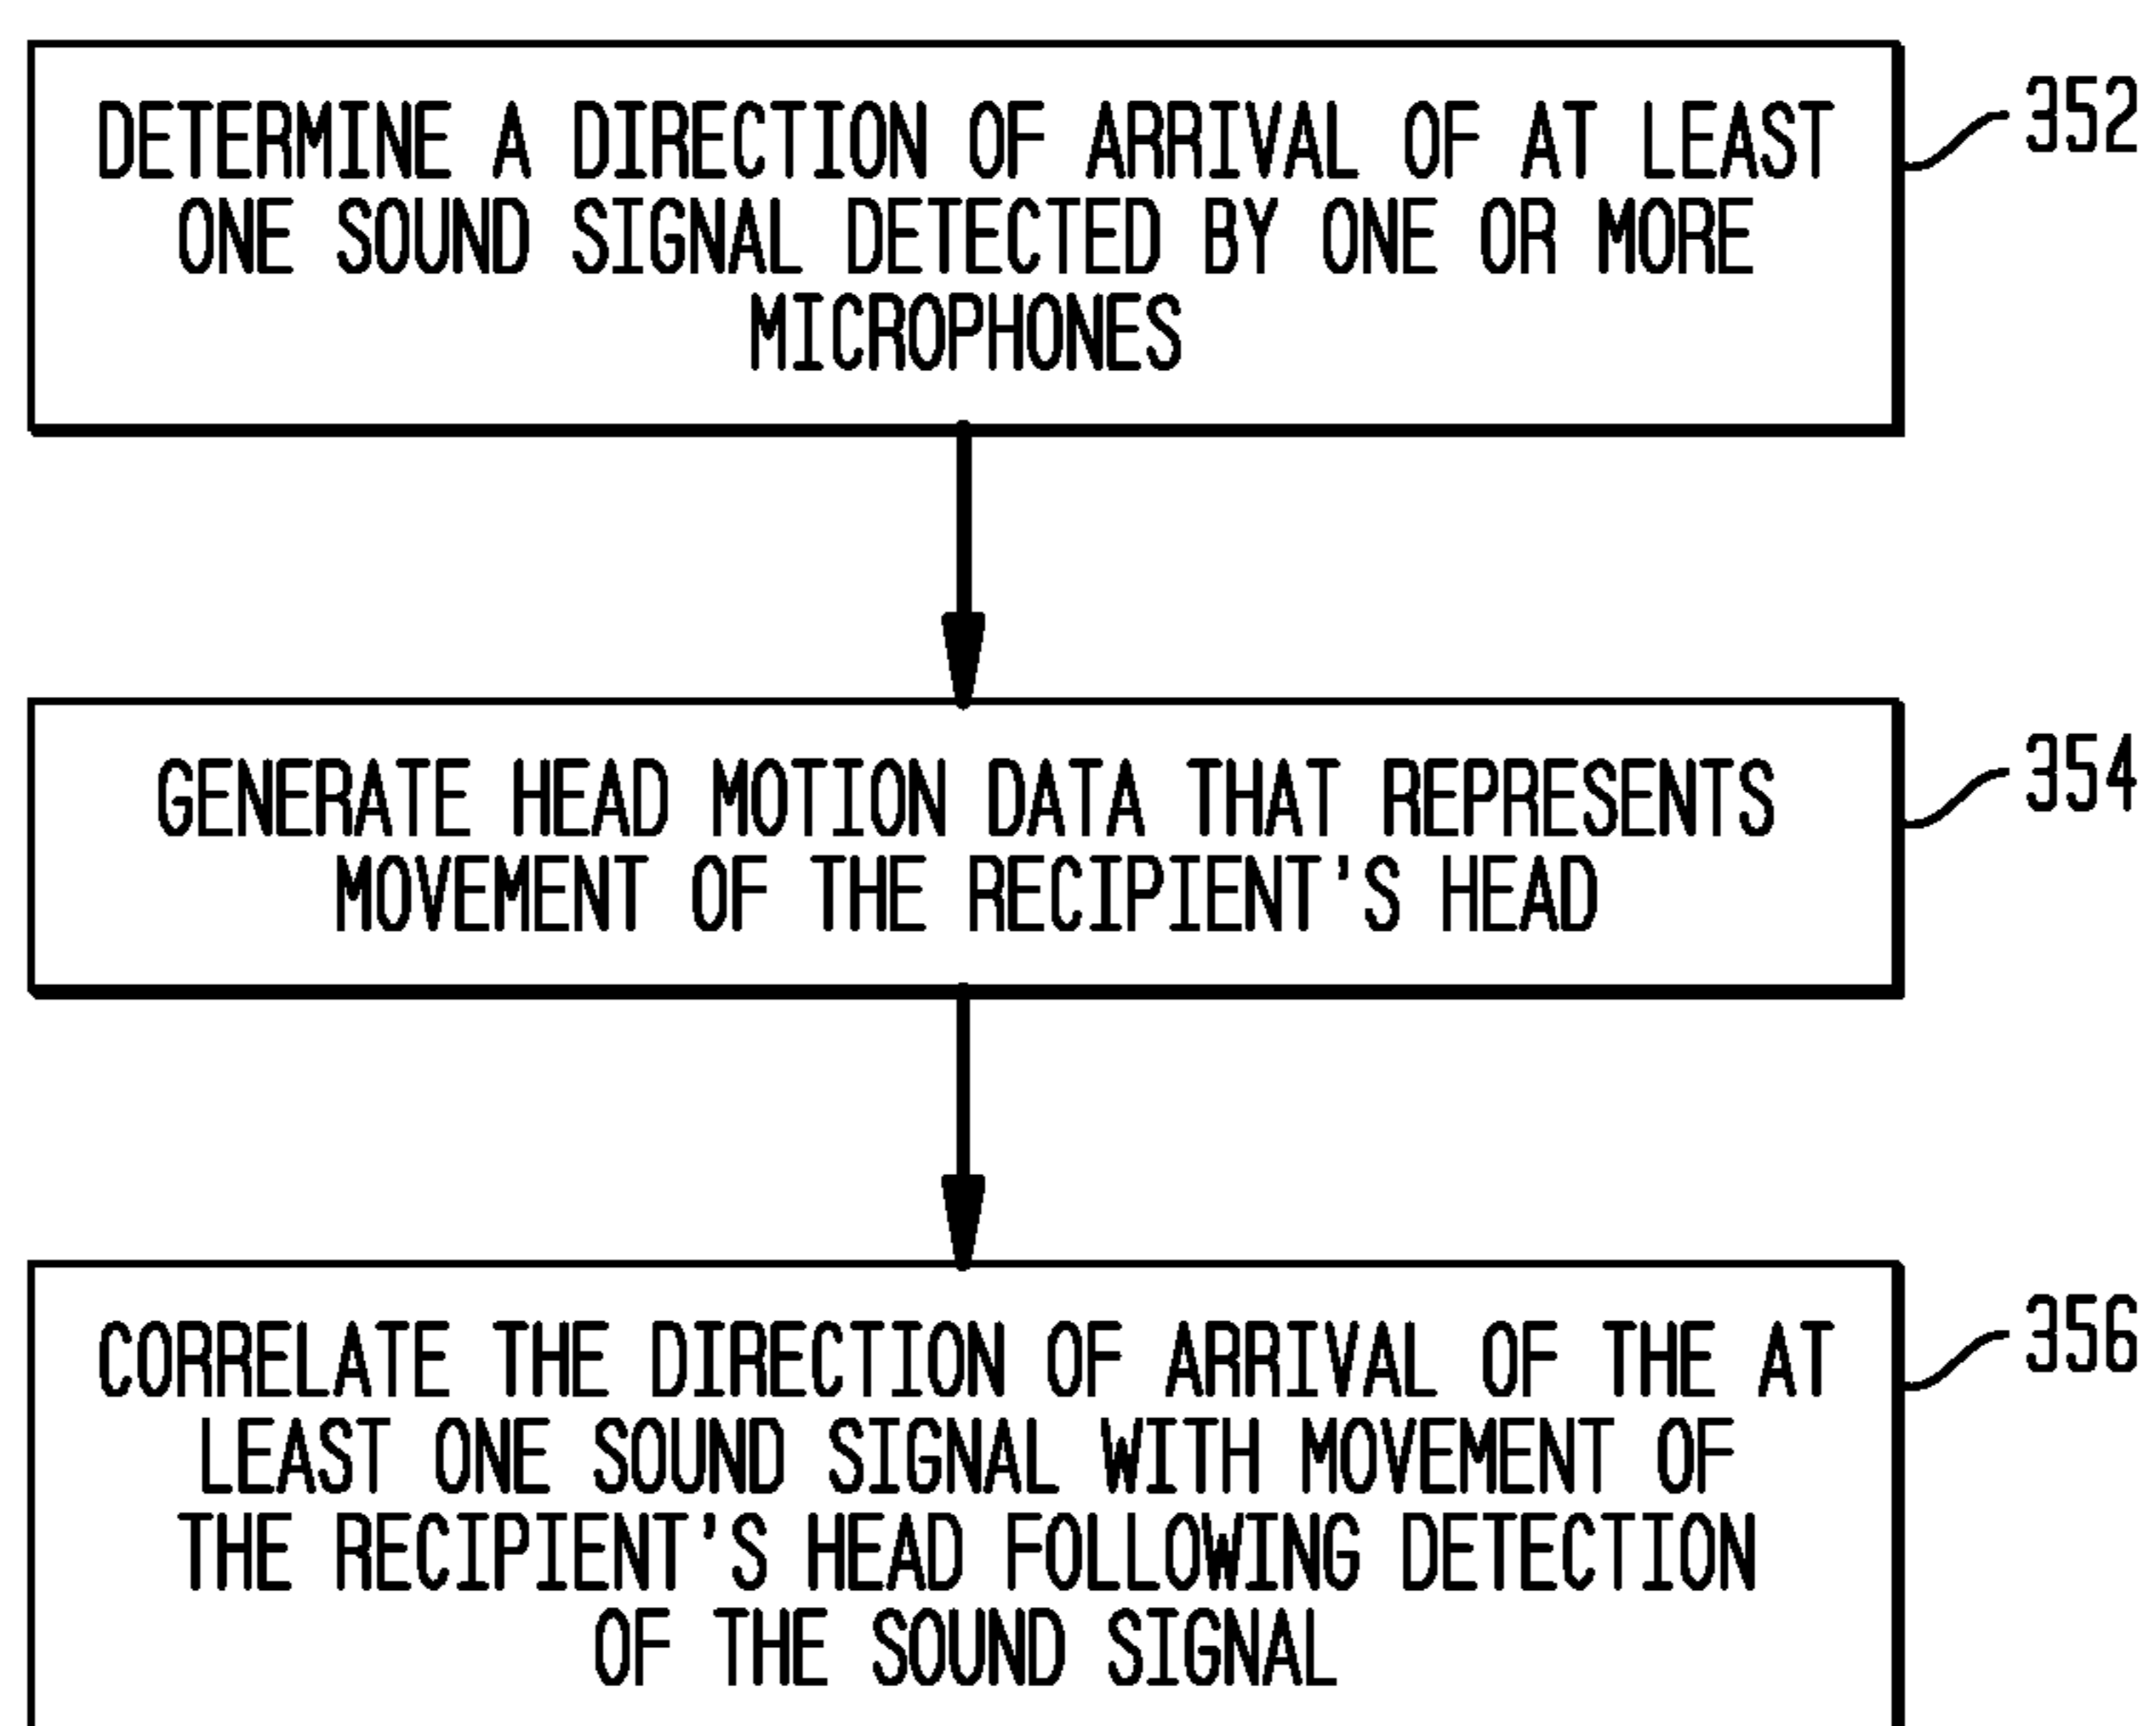 DETERMINE A DIRECTION OF ARRIVAL OF AT LEAST
ONE SOUND SIGNAL DETECTED BY ONE OR MORE
MICROPHONES
352
GENERATE HEAD MOTION DATA THAT REPRESENTS
MOVEMENT OF THE RECIPIENT'S HEAD
354
CORRELATE THE DIRECTION OF ARRIVAL OF THE AT
LEAST ONE SOUND SIGNAL WITH MOVEMENT OF
THE RECIPIENT'S HEAD FOLLOWING DETECTION
OF THE SOUND SIGNAL
356